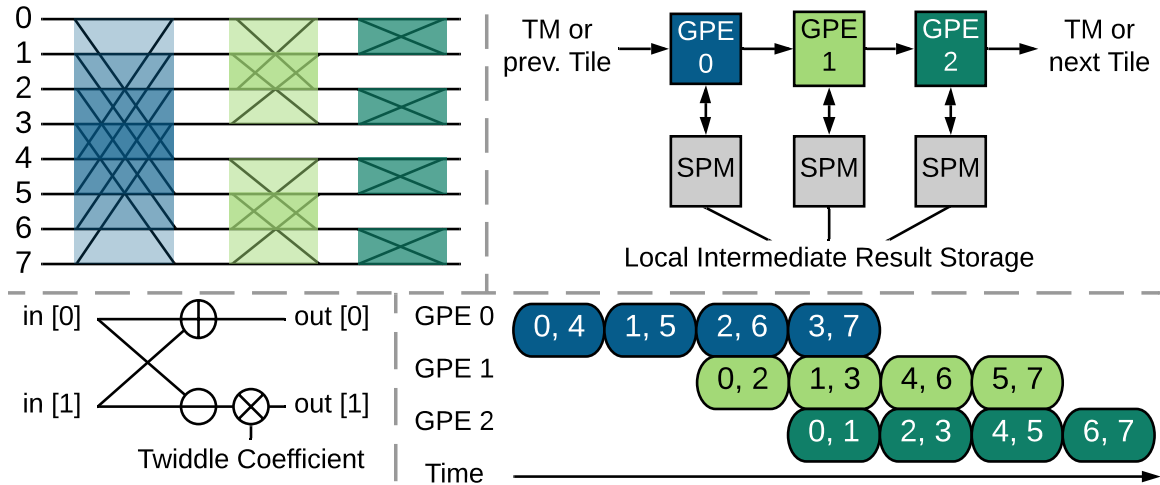 0
1
2
3
4
5
6
7
TM or
prev. Tile
GPE
0
GPE
1
GPE
2
TM or
next Tile
SPM
SPM
SPM
Local Intermediate Result Storage
in [0]
out [0]
in [1]
out [1]
Twiddle Coefficient
GPE 0
0, 4
1, 5
2, 6
3, 7
GPE 1
0, 2
1, 3
4, 6
5, 7
GPE 2
0, 1
2, 3
4, 5
6, 7
Time